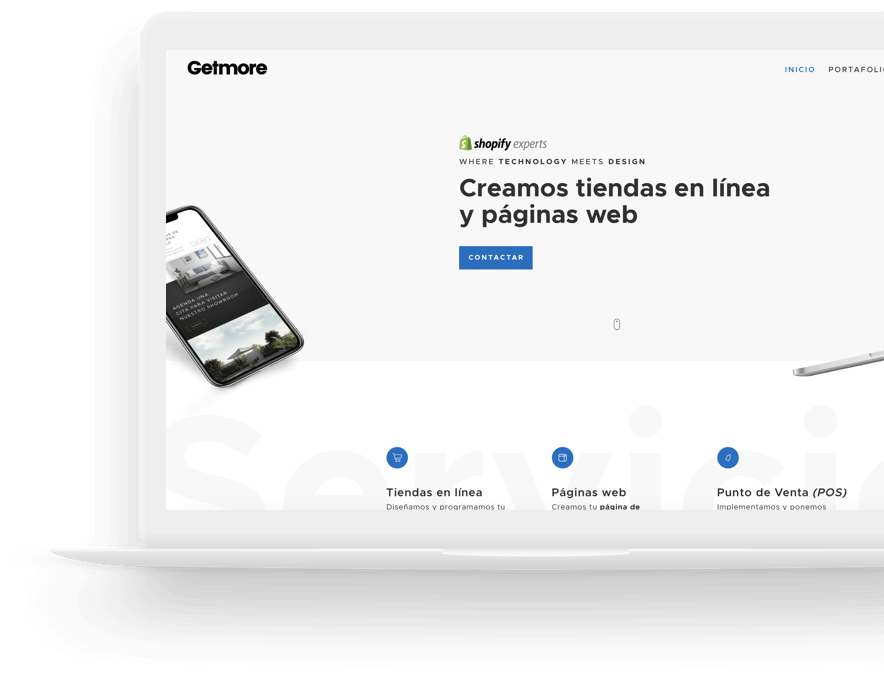 Getmore
INICIO PORTAFOLIO
shopify experts
WHERE TECHNOLOGY MEETS DESIGN
Creamos tiendas en línea
y páginas web
CONTACTAR
AGENDA UNA
CITA PARA VISITAR
NUESTRO SHOWROOM
Servicio
Tiendas en línea
Páginas web
Punto de Venta (POS)
Diseñamos y programamos tu
Creamos tu página de
Implementamos y ponemos